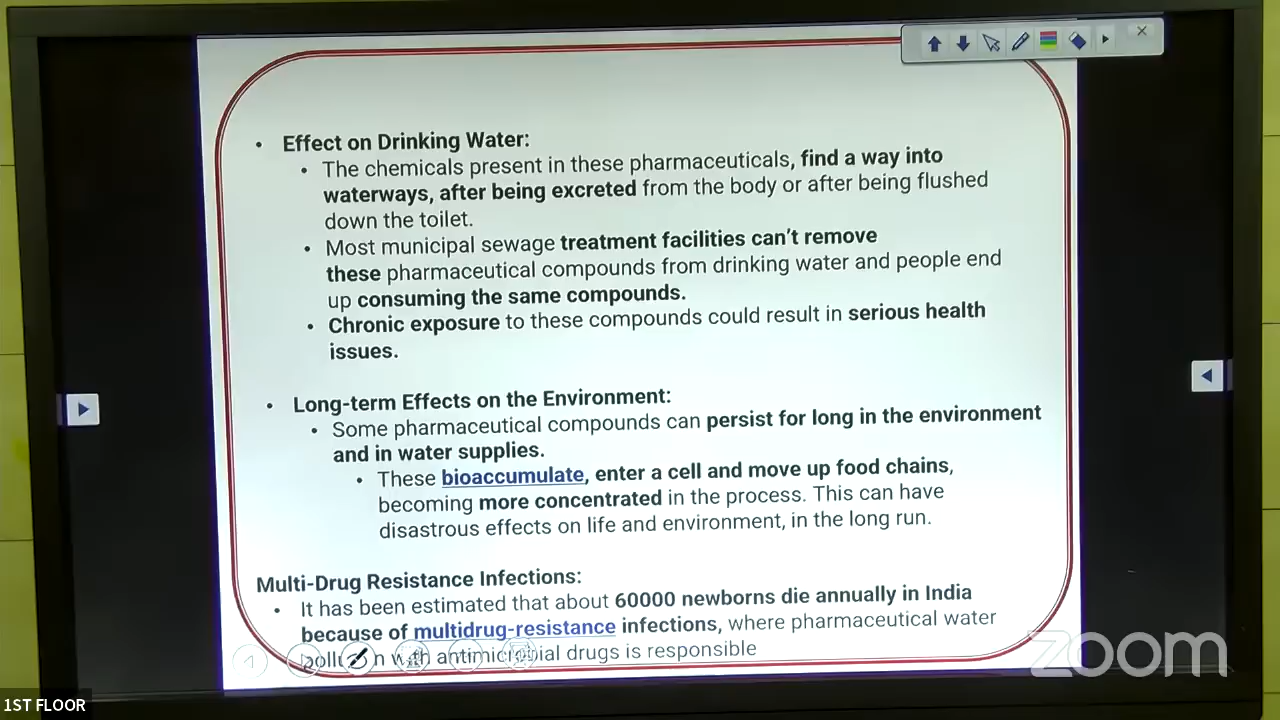 • Effect on Drinking Water:
• The chemicals present in these pharmaceuticals, find a way into
waterways, after being excreted from the body or after being flushed
down the toilet.
• Most municipal sewage treatment facilities can't remove
these pharmaceutical compounds from drinking water and people end
up consuming the same compounds.
• Chronic exposure to these compounds could result in serious health
issues.
• Long-term Effects on the Environment:
• Some pharmaceutical compounds can persist for long in the environment
and in water supplies.
• These bioaccumulate, enter a cell and move up food chains,
becoming more concentrated in the process. This can have
disastrous effects on life and environment, in the long run.
Multi-Drug Resistance Infections:
• It has been estimated that about 60000 newborns die annually in India
because of multidrug-resistance infections, where pharmaceutical water
pollution with antimicrobial drugs is responsible
zoom
1ST FLOOR